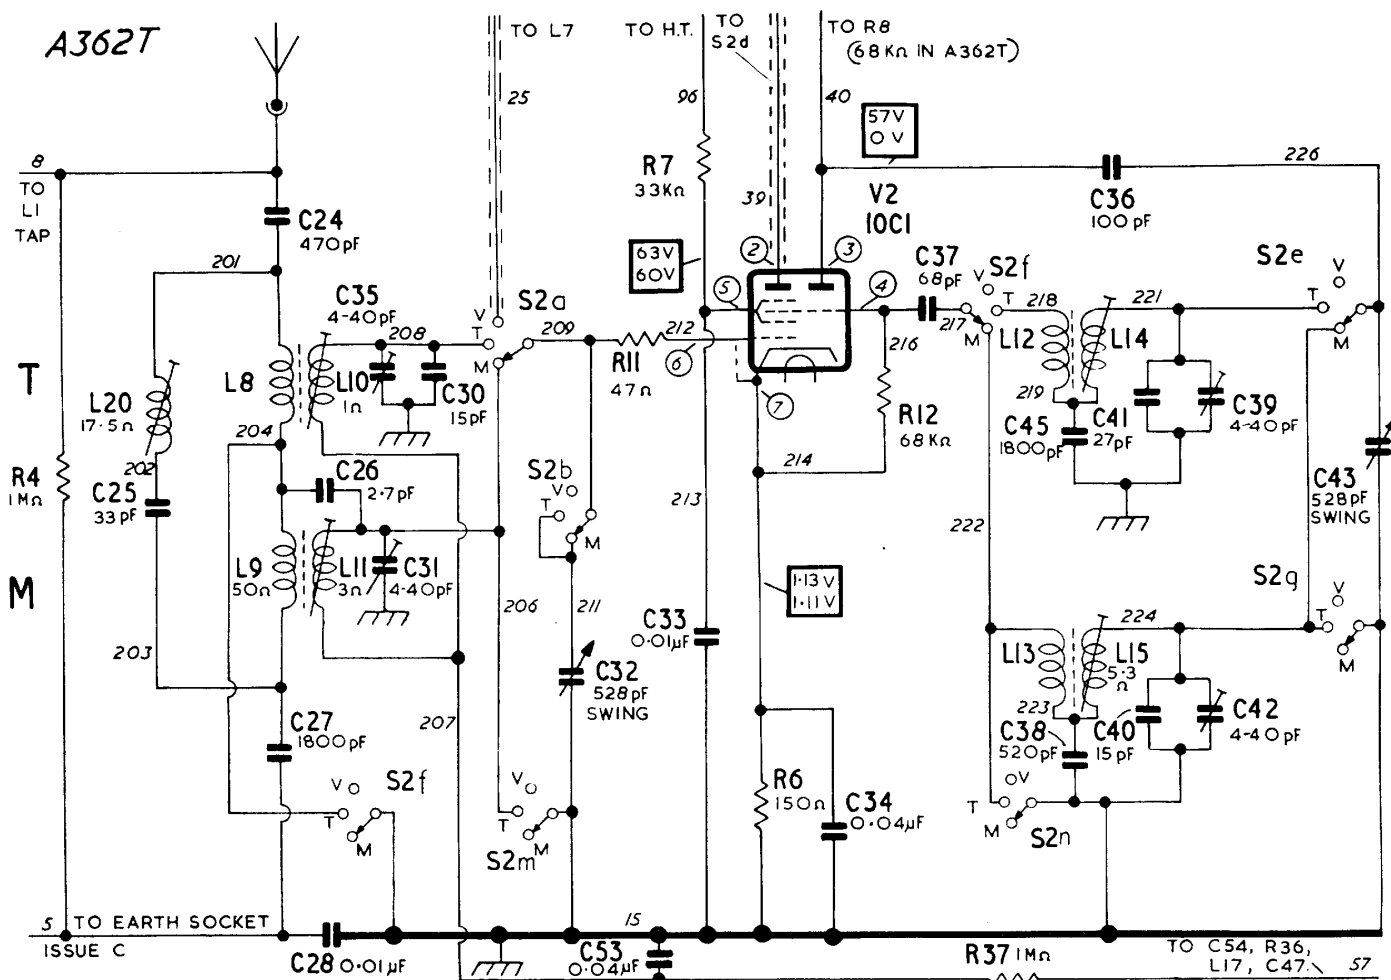 A362T
TO L7
TO H.T.
TO
S2d
TO R8
(68KΩ IN A362T)
25
96
40
57V
0V
8
TO
L1
TAP
R7
33KΩ
39
V2
10C1
226
C36
100pF
C24
470pF
201
63V
60V
2
3
C37
68pF
S2f
V
T
M
S2e
V
T
M
C35
4-40pF
208
S2a
V
T
M
209
212
5
4
6
7
217
218
221
216
T
L8
L10
1Ω
C30
15pF
R11
47Ω
L12
L14
219
L20
17·5Ω
202
204
R12
68KΩ
C45
1800pF
C41
27pF
C39
4-40pF
R4
1MΩ
C25
33pF
C26
2·7pF
S2b
V
T
M
213
214
C43
528pF
SWING
222
M
L9
50Ω
L11
3Ω
C31
4-40pF
206
211
1·13V
1·11V
S2g
V
T
M
203
C33
0·01µF
224
L13
L15
5·3
Ω
C32
528pF
SWING
207
223
C27
1800pF
C38
520pF
C40
15pF
C42
4-40pF
S2f
V
T
M
V
T
M
S2m
R6
150Ω
C34
0·04µF
V
T
M
S2n
5
TO EARTH SOCKET
15
ISSUE C
C28 0·01µF
C53
0·04µF
R37 1MΩ
TO C54, R36,
L17, C47.
57